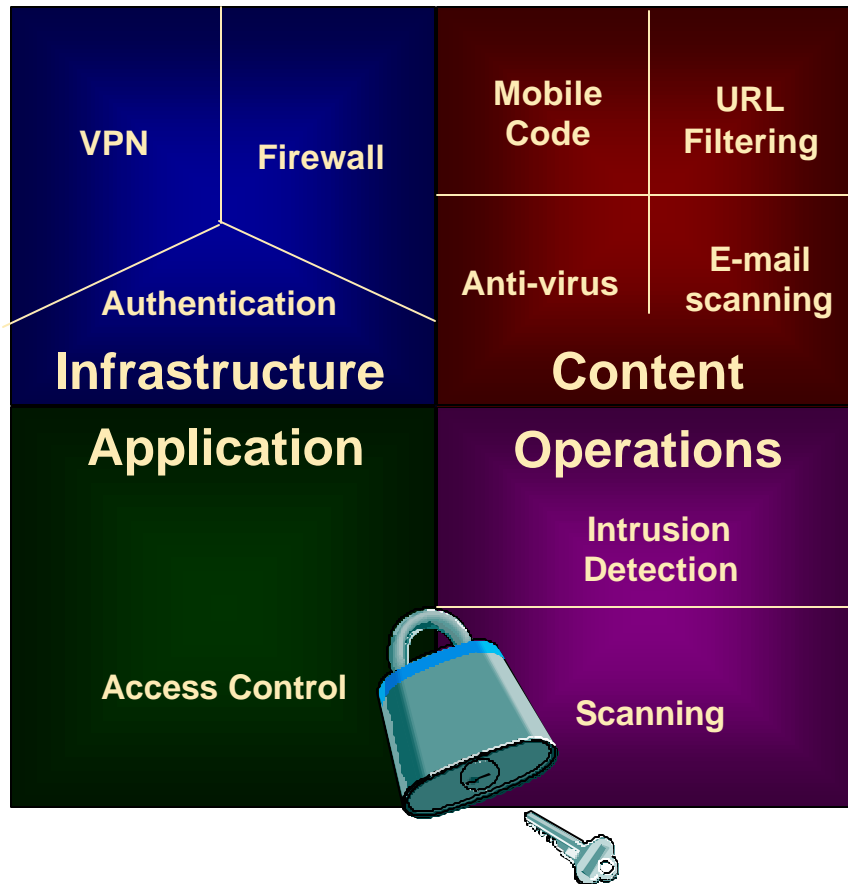 VPN
Firewall
Authentication
Infrastructure
Mobile
Code
URL
Filtering
Anti-virus
E-mail
scanning
Content
Application
Access Control
Operations
Intrusion
Detection
Scanning